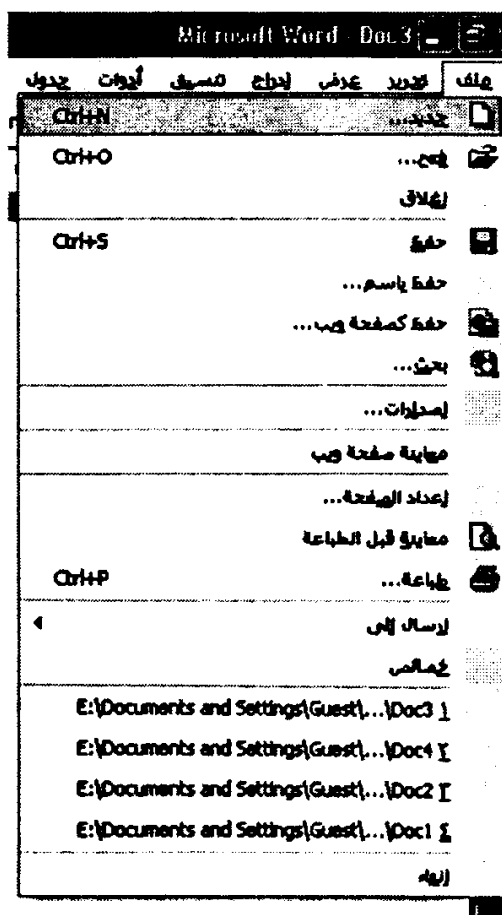 Microsoft Word - Doc3
ملف تحرير عرض إدراج تنسيق أدوات جدول
جديد... Ctrl+N
فتح... Ctrl+O
إغلاق
حفظ Ctrl+S
حفظ باسم...
حفظ كصفحة ويب...
بحث...
إصدارات...
معاينة صفحة ويب
إعداد الصفحة...
معاينة قبل الطباعة
طباعة... Ctrl+P
إرسال إلى
خصائص
١ E:\Documents and Settings\Guest\...\Doc3
٢ E:\Documents and Settings\Guest\...\Doc4
٣ E:\Documents and Settings\Guest\...\Doc2
٤ E:\Documents and Settings\Guest\...\Doc1
إنهاء